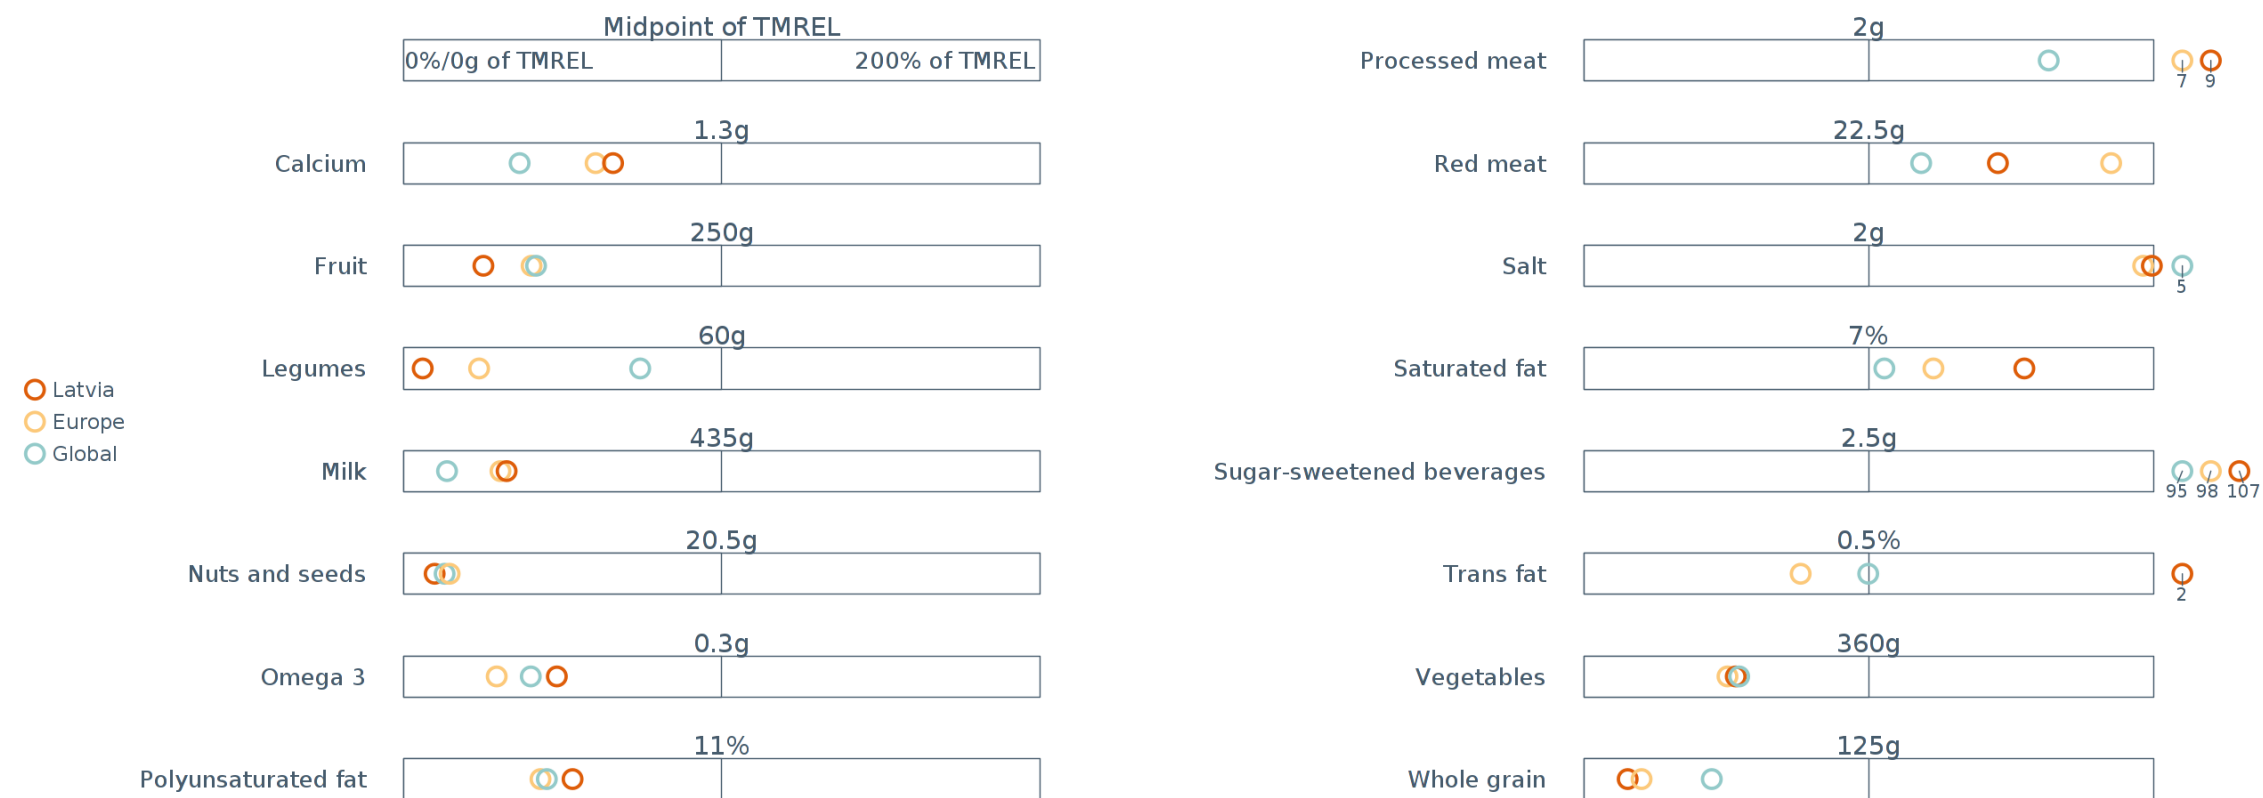 Midpoint of TMREL
0%/0g of TMREL 200% of TMREL
Calcium
1.3g
Fruit
250g
Legumes
60g
Milk
435g
Nuts and seeds
20.5g
Omega 3
0.3g
Polyunsaturated fat
11%
Latvia
Europe
Global
Processed meat
2g
7 9
Red meat
22.5g
Salt
2g
5
Saturated fat
7%
Sugar-sweetened beverages
2.5g
95 98 107
Trans fat
0.5%
2
Vegetables
360g
Whole grain
125g